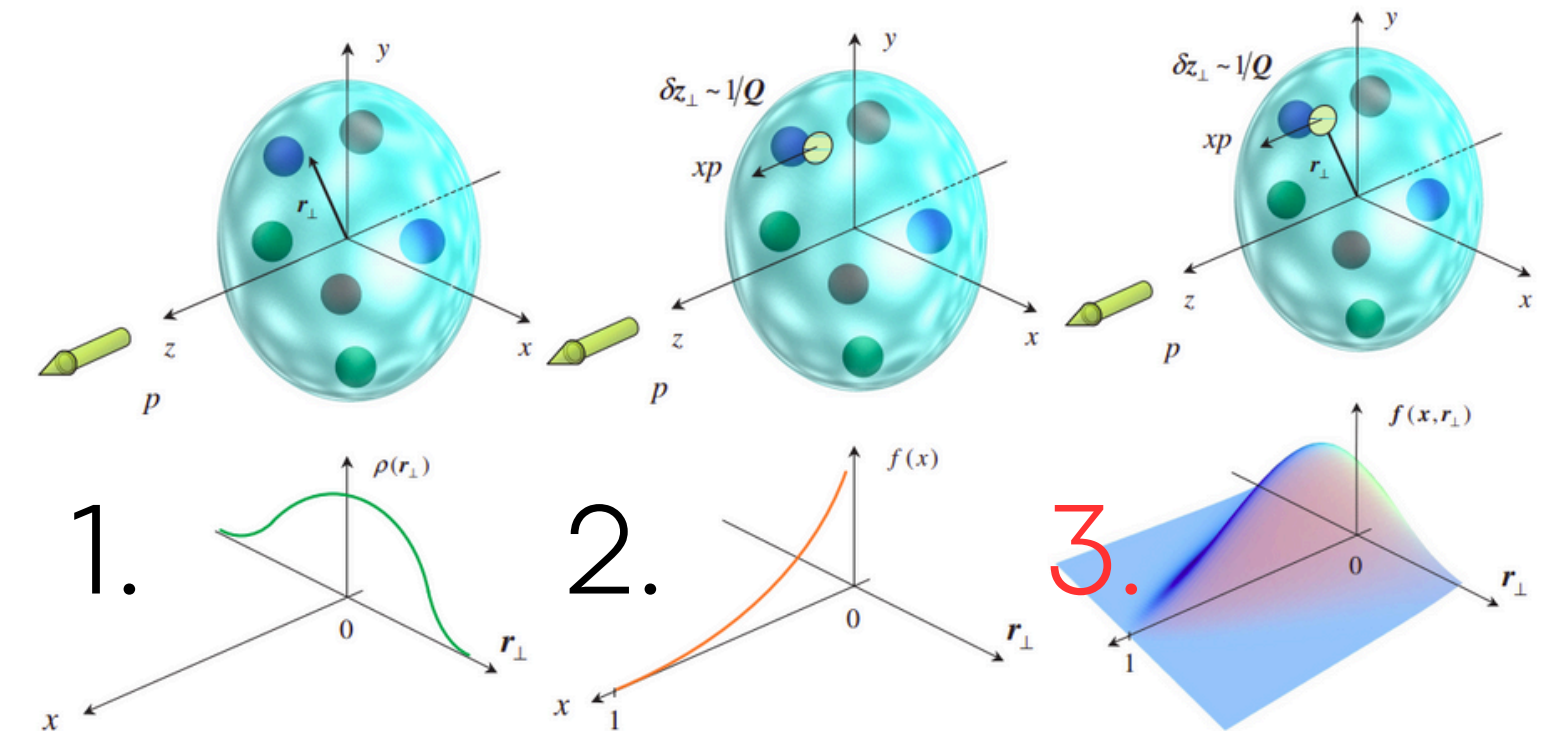 y
r⊥
z
x
p
ρ(r⊥)
0
r⊥
x
1.
y
δz⊥ ~ 1/Q
xp
z
x
p
f(x)
0
r⊥
x
1
2.
y
δz⊥ ~ 1/Q
xp
r⊥
z
x
p
f(x,r⊥)
0
r⊥
1
3.